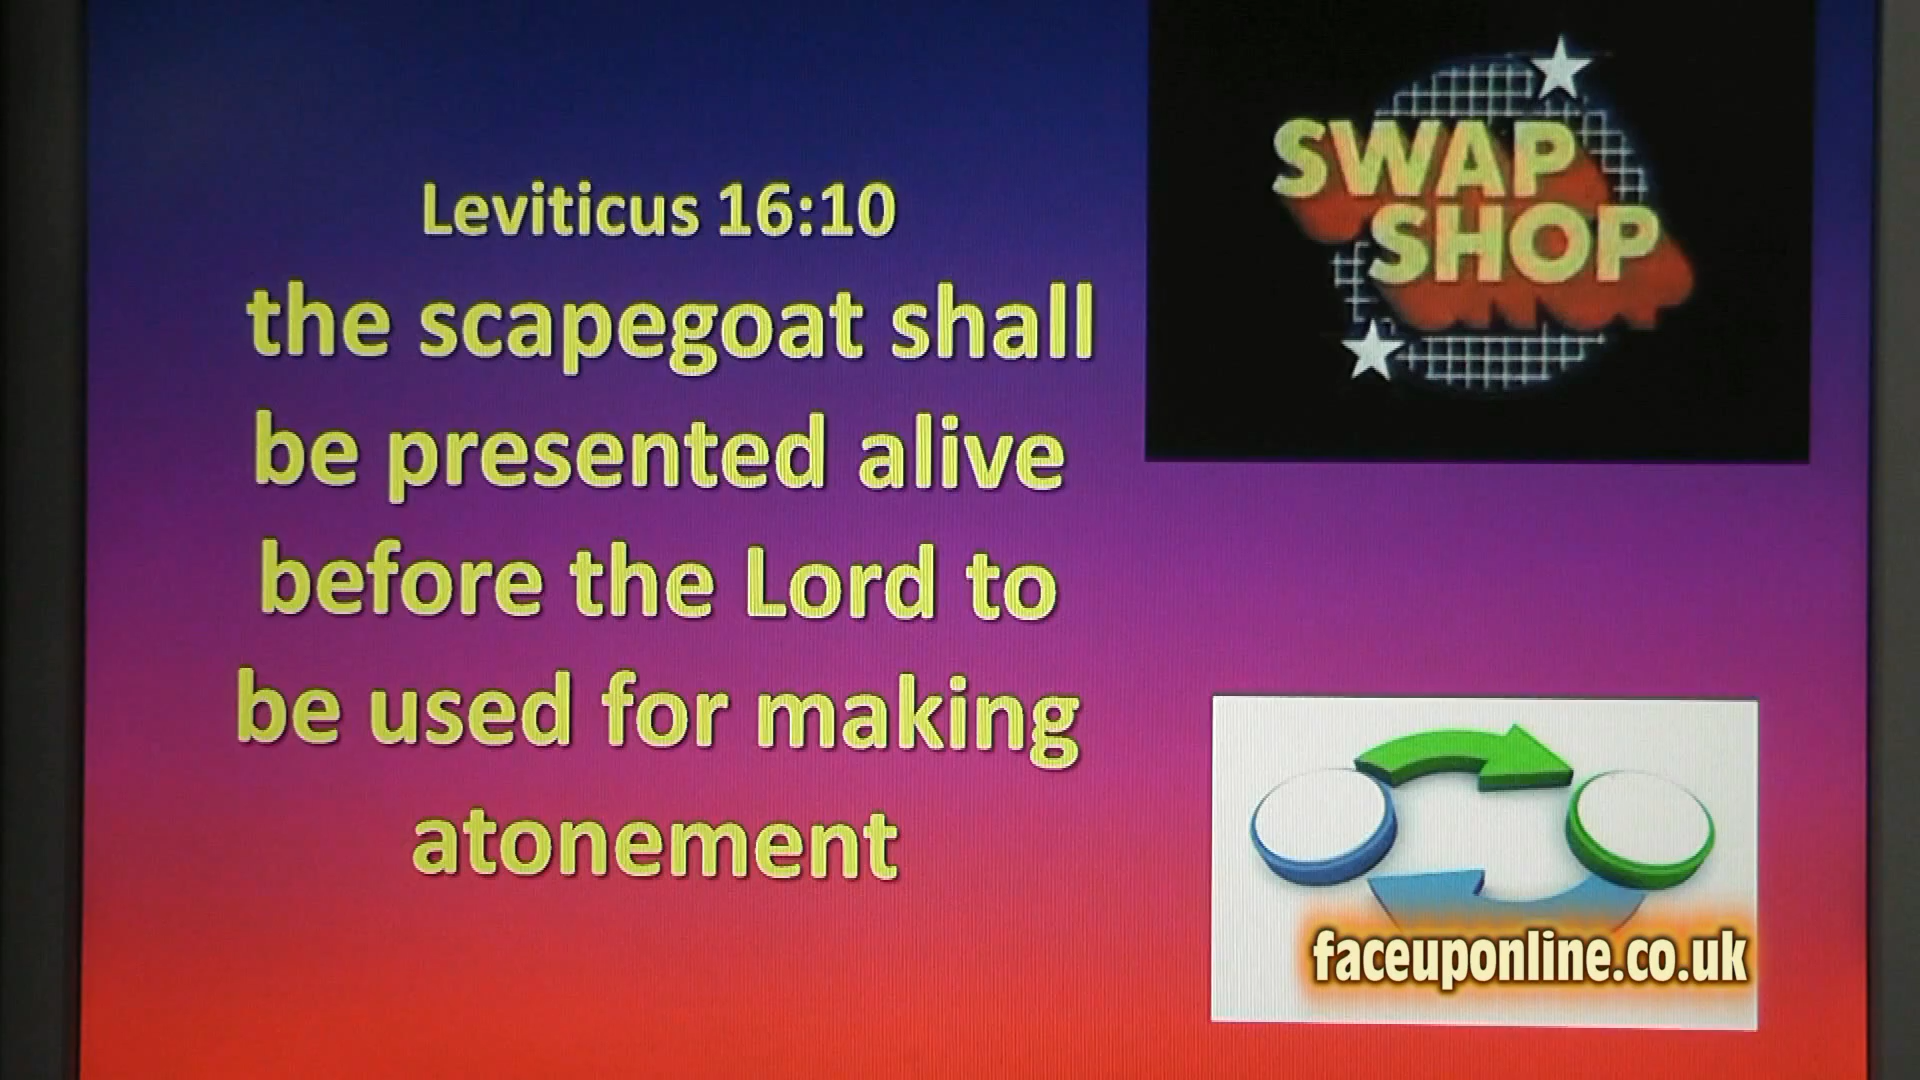 Leviticus 16:10
the scapegoat shall
be presented alive
before the Lord to
be used for making
atonement
SWAP
SHOP
faceuponline.co.uk